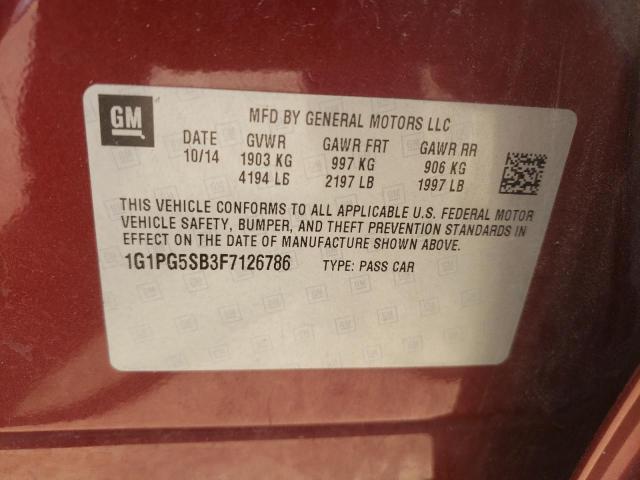 GM
MFD BY GENERAL MOTORS LLC
DATE GVWR GAWR FRT GAWR RR
10/14 1903 KG 997 KG 906 KG
4194 LB 2197 LB 1997 LB
THIS VEHICLE CONFORMS TO ALL APPLICABLE U.S. FEDERAL MOTOR
VEHICLE SAFETY, BUMPER, AND THEFT PREVENTION STANDARDS IN
EFFECT ON THE DATE OF MANUFACTURE SHOWN ABOVE.
1G1PG5SB3F7126786 TYPE: PASS CAR